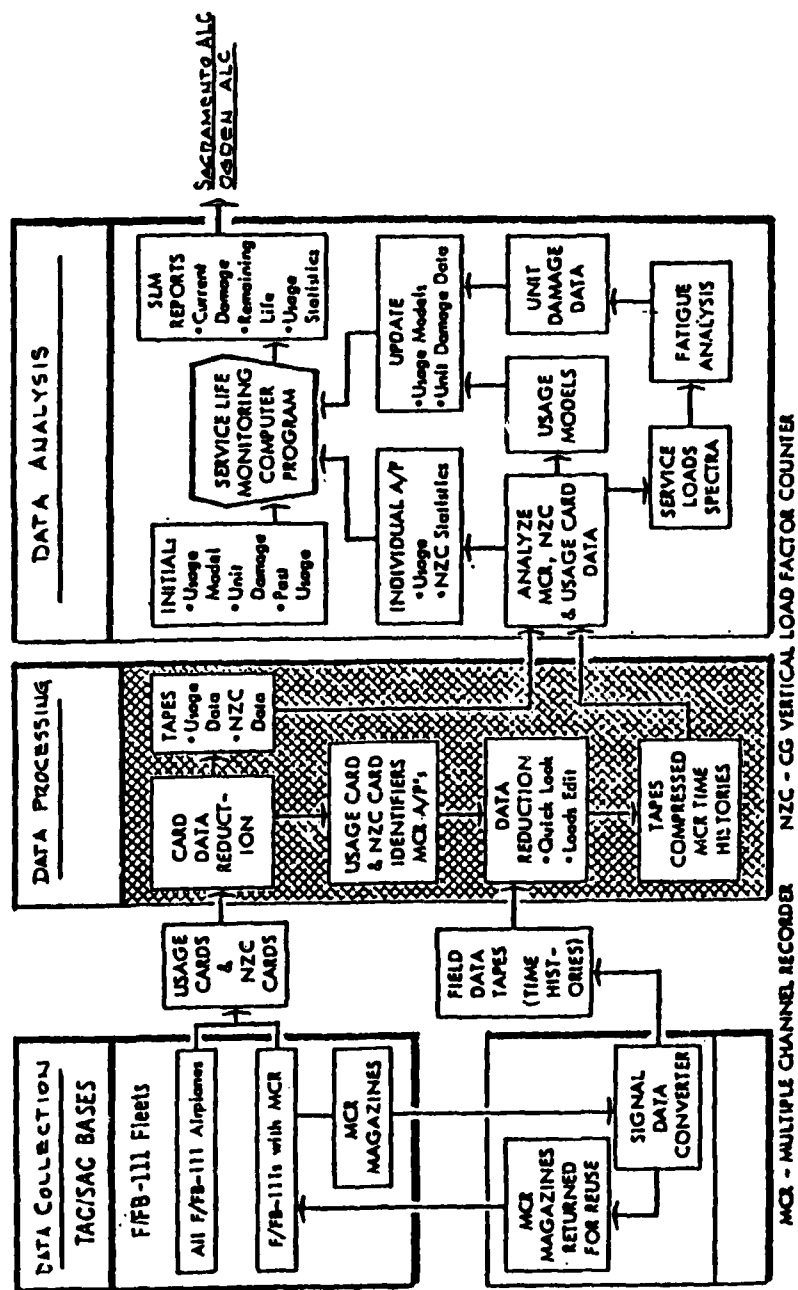 DATA COLLECTION
TAC/SAC BASES
F/FB-111 Fleets
All F/FB-111 Airplanes
F/FB-111s with MCR
MCR
MAGAZINES
MCR
MAGAZINES
RETURNED
FOR REUSE
SIGNAL
DATA
CONVERTER
USAGE
CARDS
&
NZC
CARDS
FIELD
DATA
TAPES
(TIME
HIST-
ORIES)
DATA PROCESSING
CARD
DATA
REDUCT-
ION
TAPES
•Usage
Data
•NZC
Data
USAGE CARD
& NZC CARD
IDENTIFIERS
MCR A/P's
DATA
REDUCTION
•Quick Look
•Loads Edit
TAPES
COMPRESSED
MCR TIME
HISTORIES
DATA ANALYSIS
INITIAL:
•Usage
Model
•Unit
Damage
•Past
Usage
SERVICE LIFE
MONITORING
COMPUTER
PROGRAM
SLM
REPORTS
•Current
Damage
•Remaining
Life
•Usage
Statistics
INDIVIDUAL A/P
•Usage
•NZC Statistics
UPDATE
•Usage Models
•Unit Damage Data
ANALYZE
MCR, NZC
& USAGE CARD
DATA
USAGE
MODELS
UNIT
DAMAGE
DATA
SERVICE
LOADS
SPECTRA
FATIGUE
ANALYSIS
SACRAMENTO ALC
OGDEN ALC
MCR - MULTIPLE CHANNEL RECORDER NZC - CG VERTICAL LOAD FACTOR COUNTER